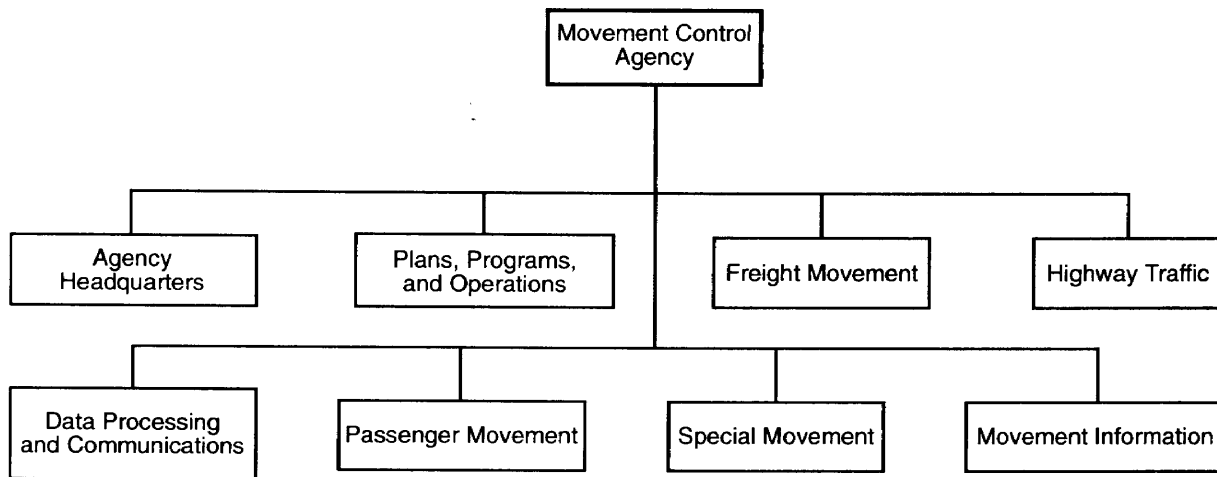 Movement Control
Agency
Agency
Headquarters
Plans, Programs,
and Operations
Freight Movement
Highway Traffic
Data Processing
and Communications
Passenger Movement
Special Movement
Movement Information